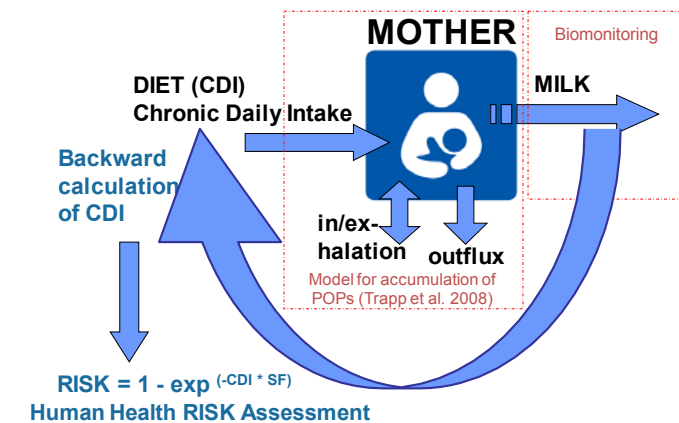 MOTHER
Biomonitoring
DIET (CDI)
Chronic Daily Intake
MILK
Backward
calculation
of CDI
in/ex-
halation
outflux
Model for accumulation of
POPs (Trapp et al. 2008)
RISK = 1 - exp (-CDI * SF)
Human Health RISK Assessment